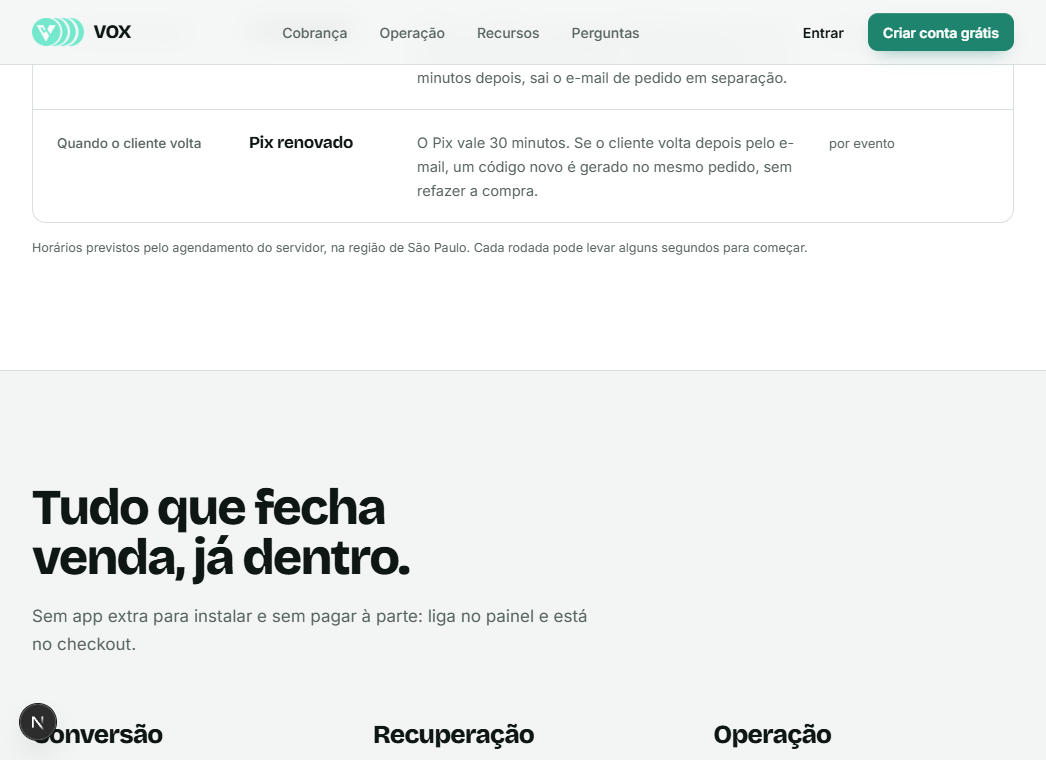 VOX
Cobrança
Operação
Recursos
Perguntas
Entrar
Criar conta grátis
minutos depois, sai o e-mail de pedido em separação.
Quando o cliente volta
Pix renovado
O Pix vale 30 minutos. Se o cliente volta depois pelo e-
mail, um código novo é gerado no mesmo pedido, sem
refazer a compra.
por evento
Horários previstos pelo agendamento do servidor, na região de São Paulo. Cada rodada pode levar alguns segundos para começar.
Tudo que fecha
venda, já dentro.
Sem app extra para instalar e sem pagar à parte: liga no painel e está
no checkout.
Conversão
Recuperação
Operação